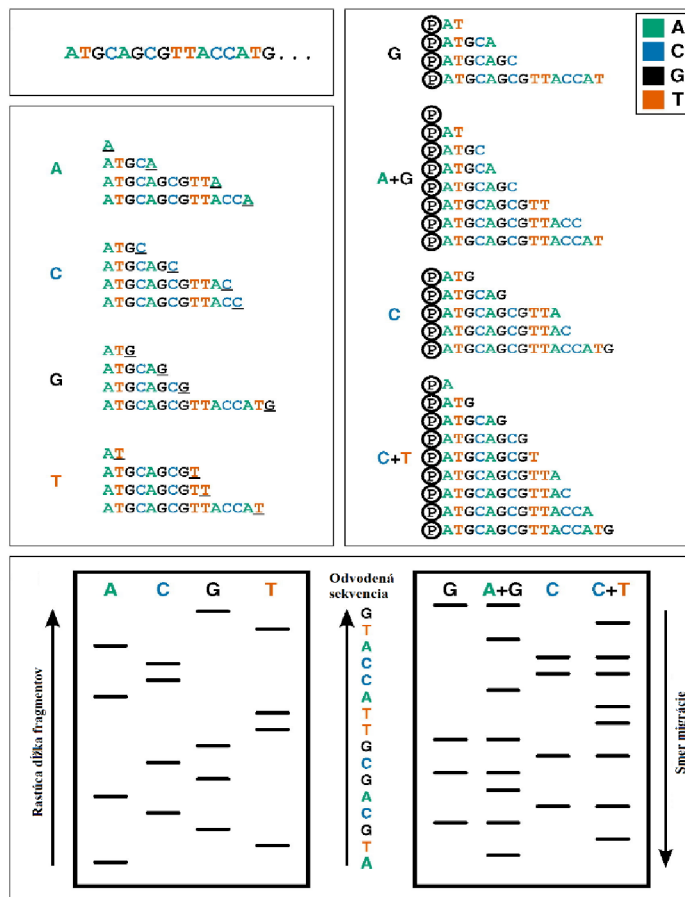 ATGCAGCGTTACCATG...
A
A
ATGCA
ATGCAGCGTTA
ATGCAGCGTTACCA
C
ATGC
ATGCAGC
ATGCAGCGTTAC
ATGCAGCGTTACC
G
ATG
ATGCAG
ATGCAGCG
ATGCAGCGTTACCATG
T
AT
ATGCAGCGT
ATGCAGCGTT
ATGCAGCGTTACCAT
G
P AT
P ATGCA
P ATGCAGC
P ATGCAGCGTTACCAT
A
C
G
T
A+G
P
P AT
P ATGC
P ATGCA
P ATGCAGC
P ATGCAGCGTT
P ATGCAGCGTTACC
P ATGCAGCGTTACCAT
C
P ATG
P ATGCAG
P ATGCAGCGTTA
P ATGCAGCGTTAC
P ATGCAGCGTTACCATG
C+T
P A
P ATG
P ATGCAG
P ATGCAGCG
P ATGCAGCGT
P ATGCAGCGTTA
P ATGCAGCGTTAC
P ATGCAGCGTTACCA
P ATGCAGCGTTACCATG
A C G T
Rastúca dĺžka fragmentov
Odvodená
sekvencia
G
T
A
C
C
A
T
T
G
C
G
A
C
G
T
A
G A+G C C+T
Smer migrácie